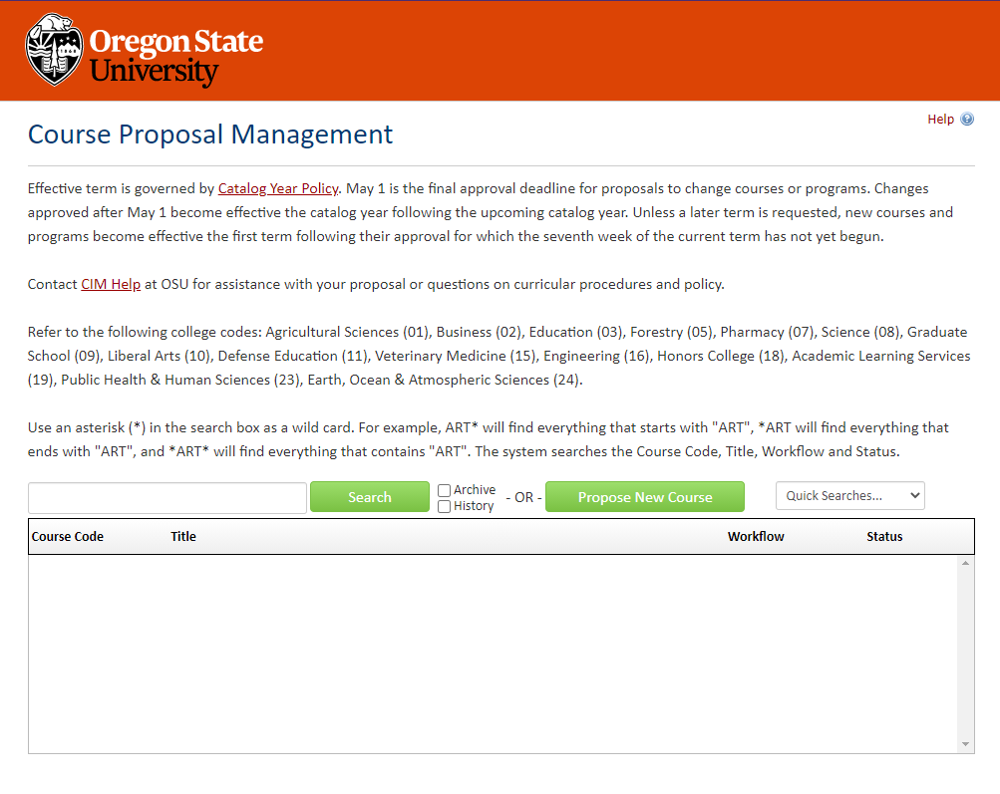 Oregon State
University
Help
Course Proposal Management
Effective term is governed by Catalog Year Policy. May 1 is the final approval deadline for proposals to change courses or programs. Changes
approved after May 1 become effective the catalog year following the upcoming catalog year. Unless a later term is requested, new courses and
programs become effective the first term following their approval for which the seventh week of the current term has not yet begun.
Contact CIM Help at OSU for assistance with your proposal or questions on curricular procedures and policy.
Refer to the following college codes: Agricultural Sciences (01), Business (02), Education (03), Forestry (05), Pharmacy (07), Science (08), Graduate
School (09), Liberal Arts (10), Defense Education (11), Veterinary Medicine (15), Engineering (16), Honors College (18), Academic Learning Services
(19), Public Health & Human Sciences (23), Earth, Ocean & Atmospheric Sciences (24).
Use an asterisk (*) in the search box as a wild card. For example, ART* will find everything that starts with "ART", *ART will find everything that
ends with "ART", and *ART* will find everything that contains "ART". The system searches the Course Code, Title, Workflow and Status.
Search
Archive
History
- OR -
Propose New Course
Quick Searches...
Course Code Title Workflow Status